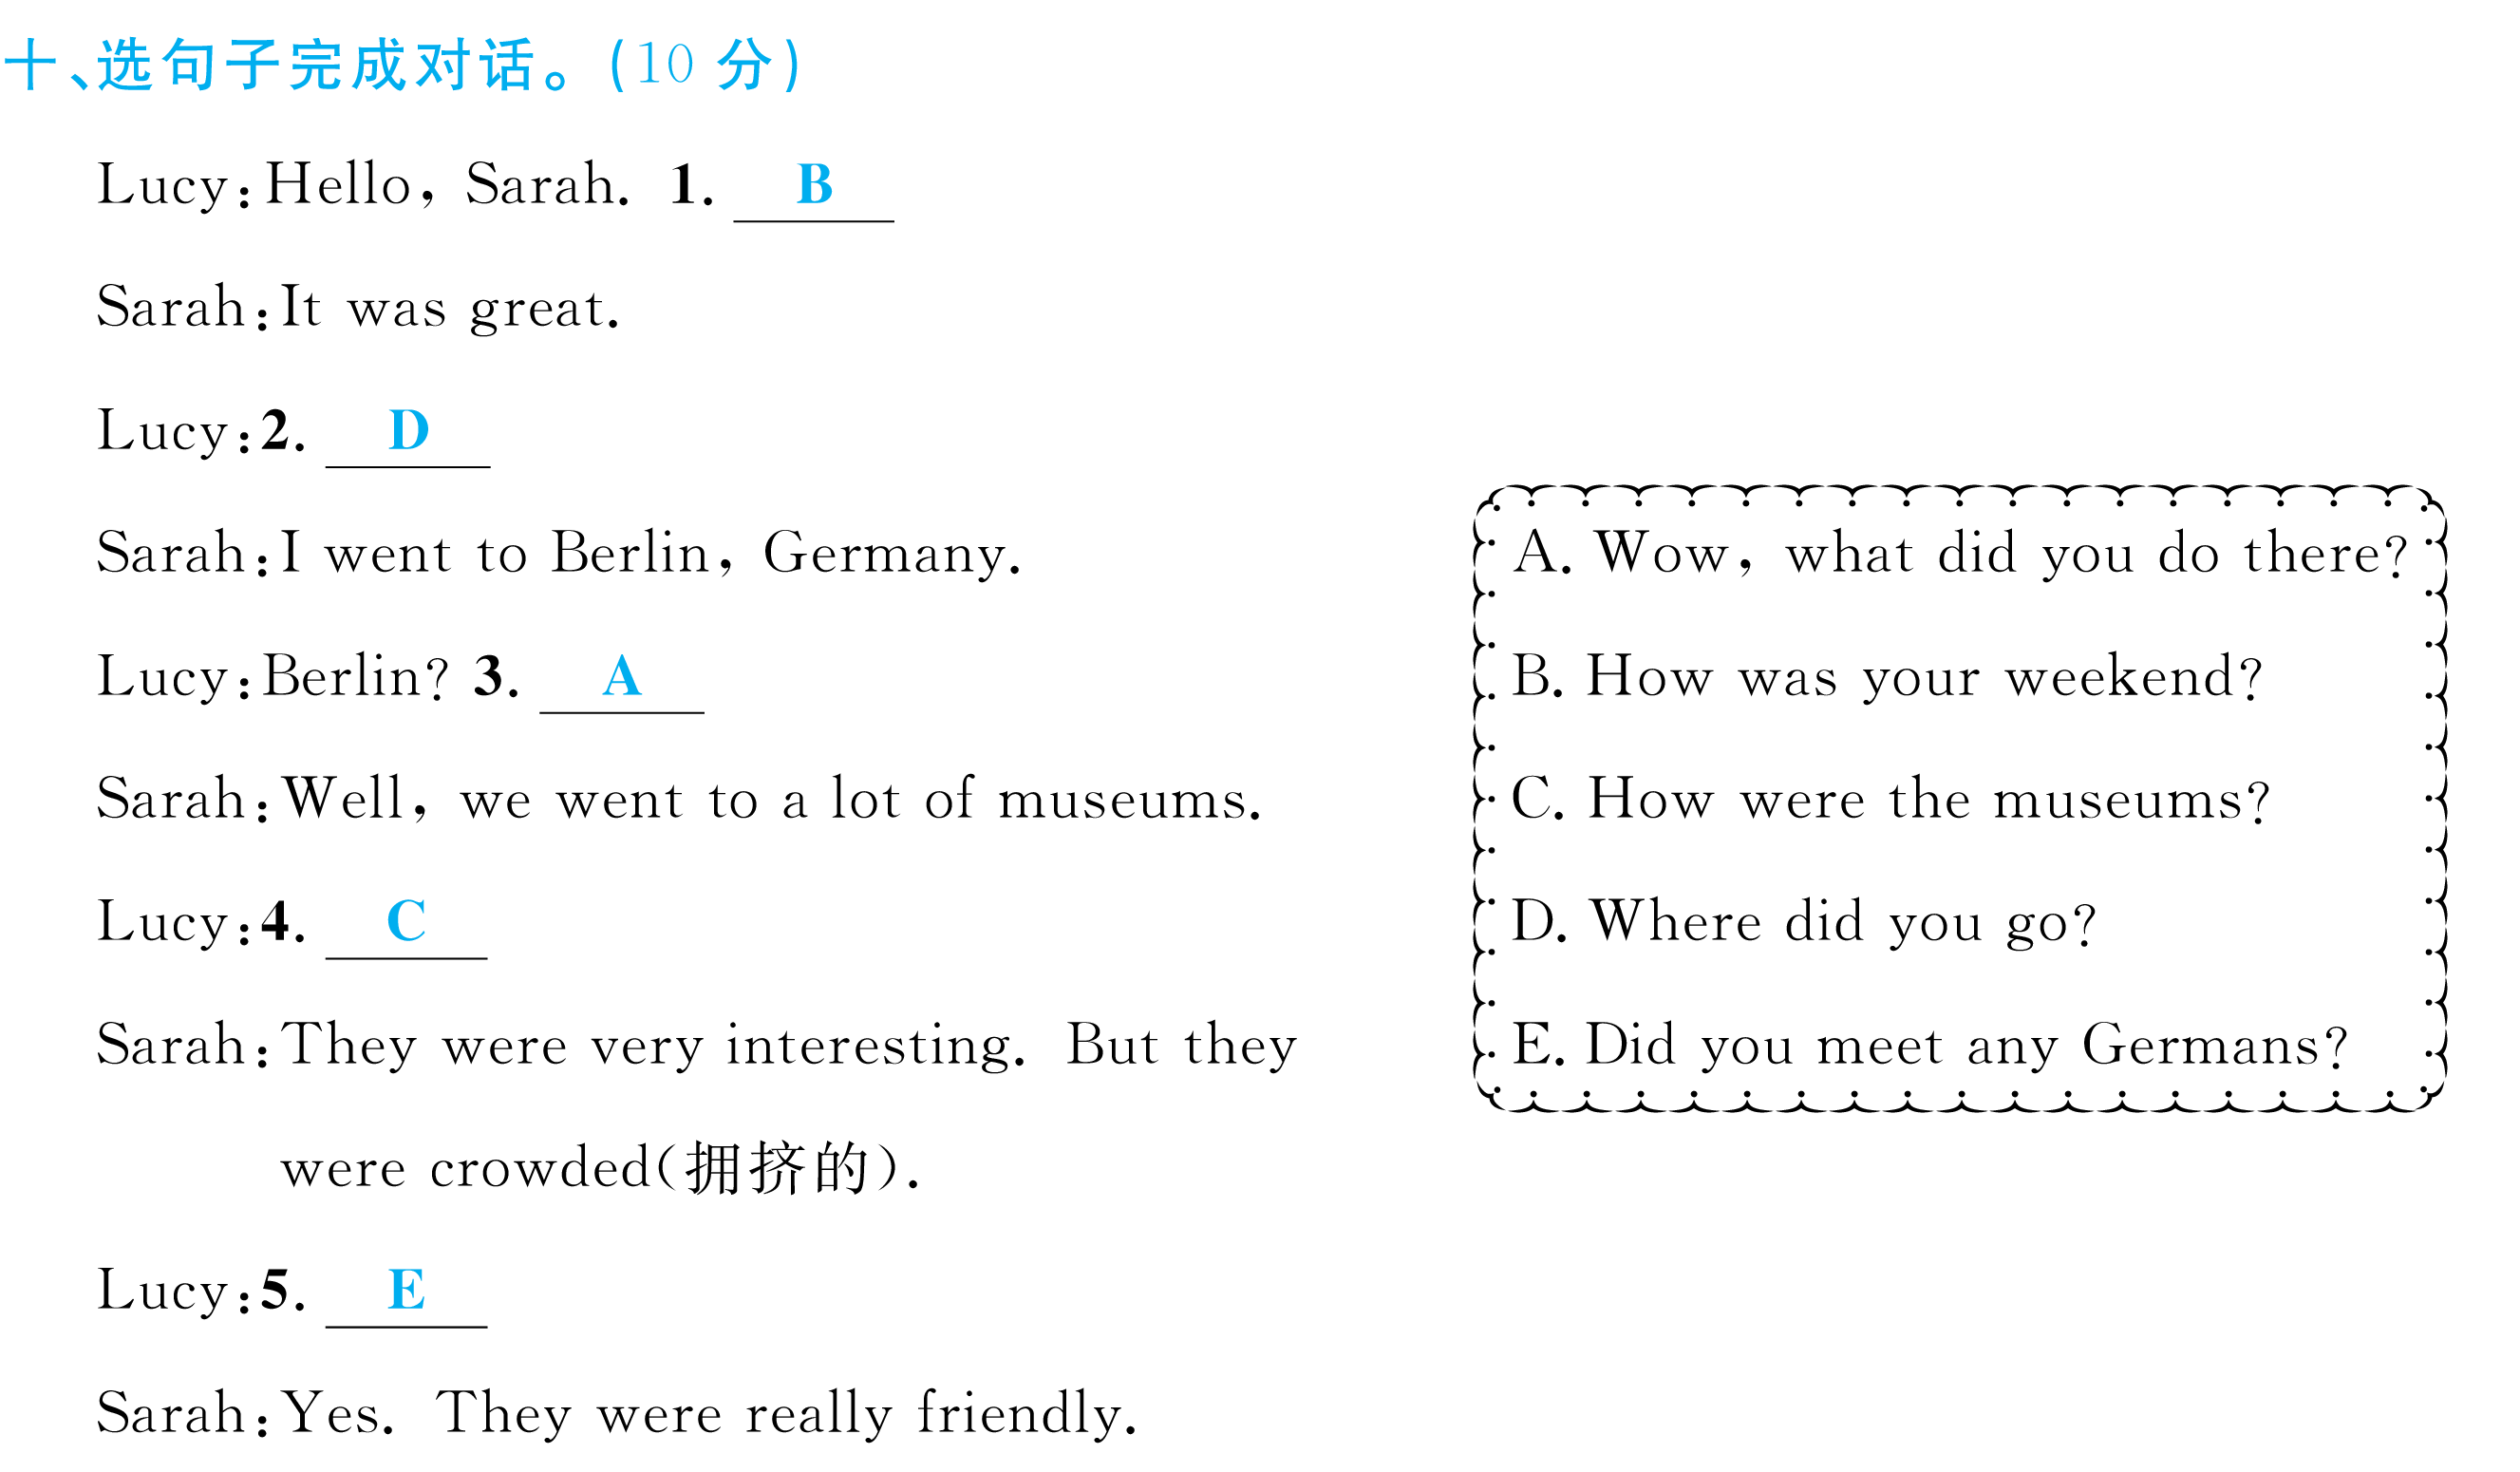 十、选句子完成对话。(10 分)
Lucy:Hello, Sarah. 1. B
Sarah:It was great.
Lucy:2. D
Sarah:I went to Berlin, Germany.
Lucy:Berlin? 3. A
Sarah:Well, we went to a lot of museums.
Lucy:4. C
Sarah:They were very interesting. But they
were crowded(拥挤的).
Lucy:5. E
Sarah:Yes. They were really friendly.
A. Wow, what did you do there?
B. How was your weekend?
C. How were the museums?
D. Where did you go?
E. Did you meet any Germans?